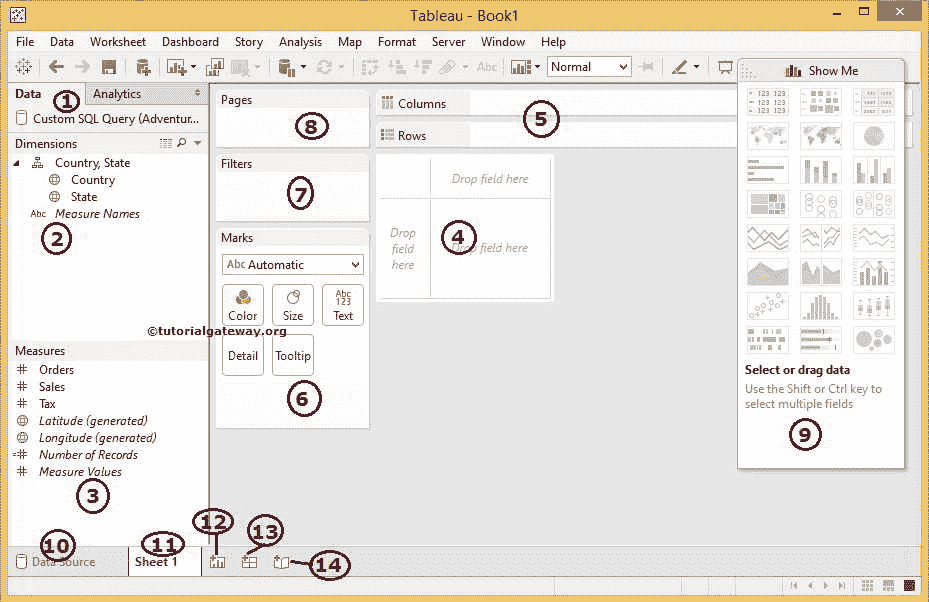 Tableau - Book1
File Data Worksheet Dashboard Story Analysis Map Format Server Window Help
Abc Normal
Data 1 Analytics
Custom SQL Query (Adventur...
Dimensions
Country, State
Country
State
Abc Measure Names
2
Measures
# Orders
# Sales
# Tax
Latitude (generated)
Longitude (generated)
=# Number of Records
# Measure Values
3
Pages
8
Filters
7
Marks
Abc Automatic
Color Size Abc 123 Text
©tutorialgateway.org
Detail Tooltip
6
Columns
5
Rows
Drop field here
Drop
field
here
4
Drop field here
Show Me
Select or drag data
Use the Shift or Ctrl key to
select multiple fields
9
10 11 12 13 14
Data Source Sheet 1